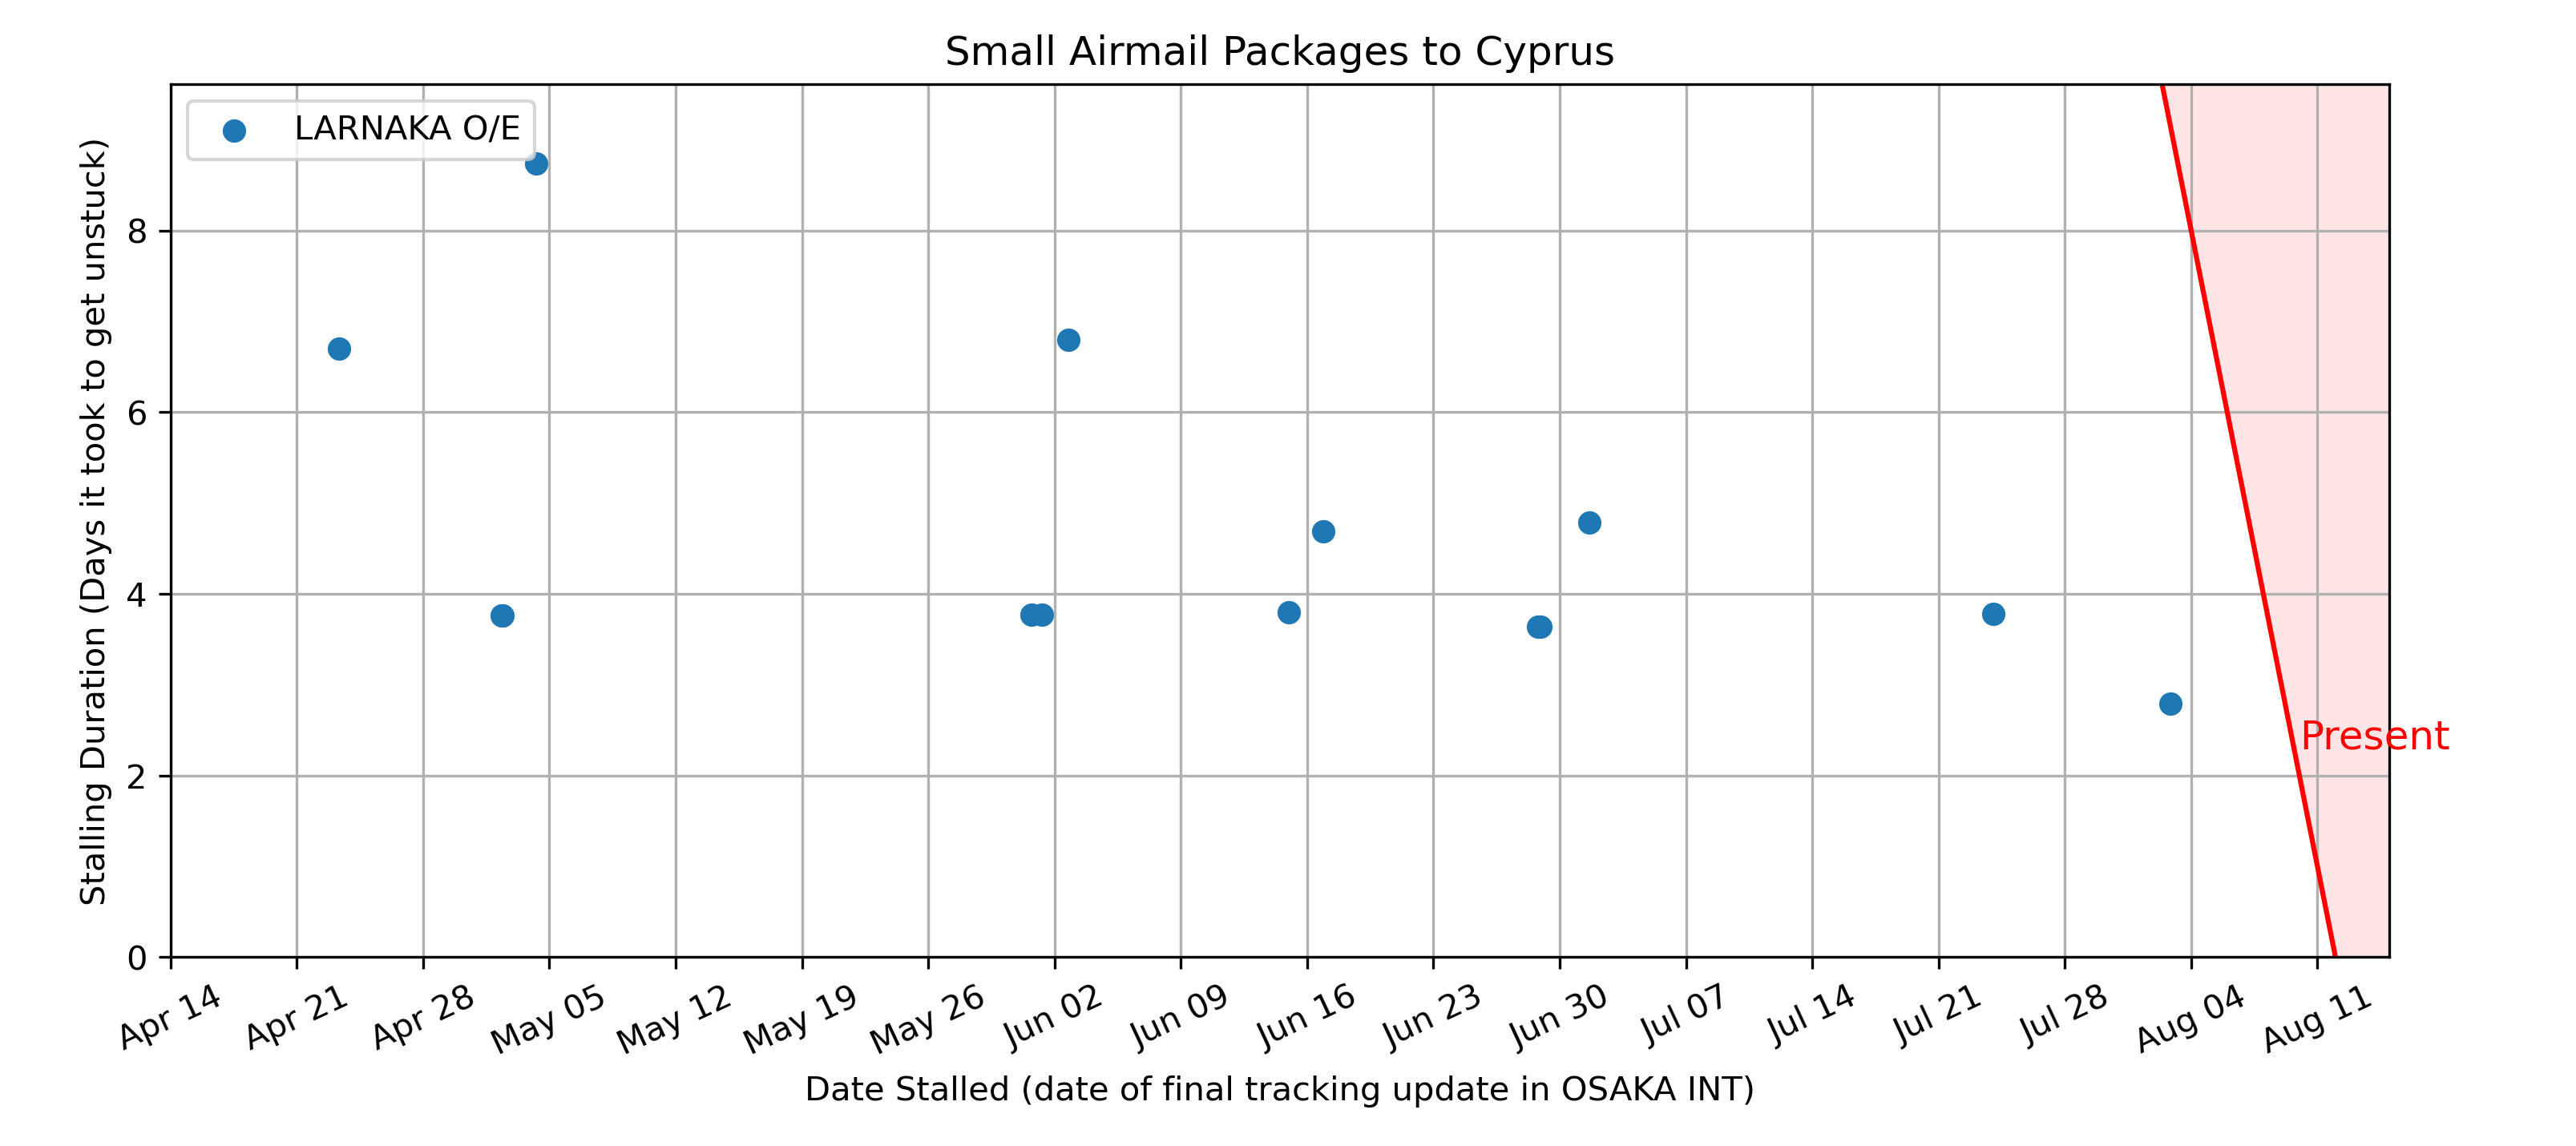 Small Airmail Packages to Cyprus
LARNAKA O/E
Stalling Duration (Days it took to get unstuck)
8
6
4
2
0
Present
Apr 14 Apr 21 Apr 28 May 05 May 12 May 19 May 26 Jun 02 Jun 09 Jun 16 Jun 23 Jun 30 Jul 07 Jul 14 Jul 21 Jul 28 Aug 04 Aug 11
Date Stalled (date of final tracking update in OSAKA INT)